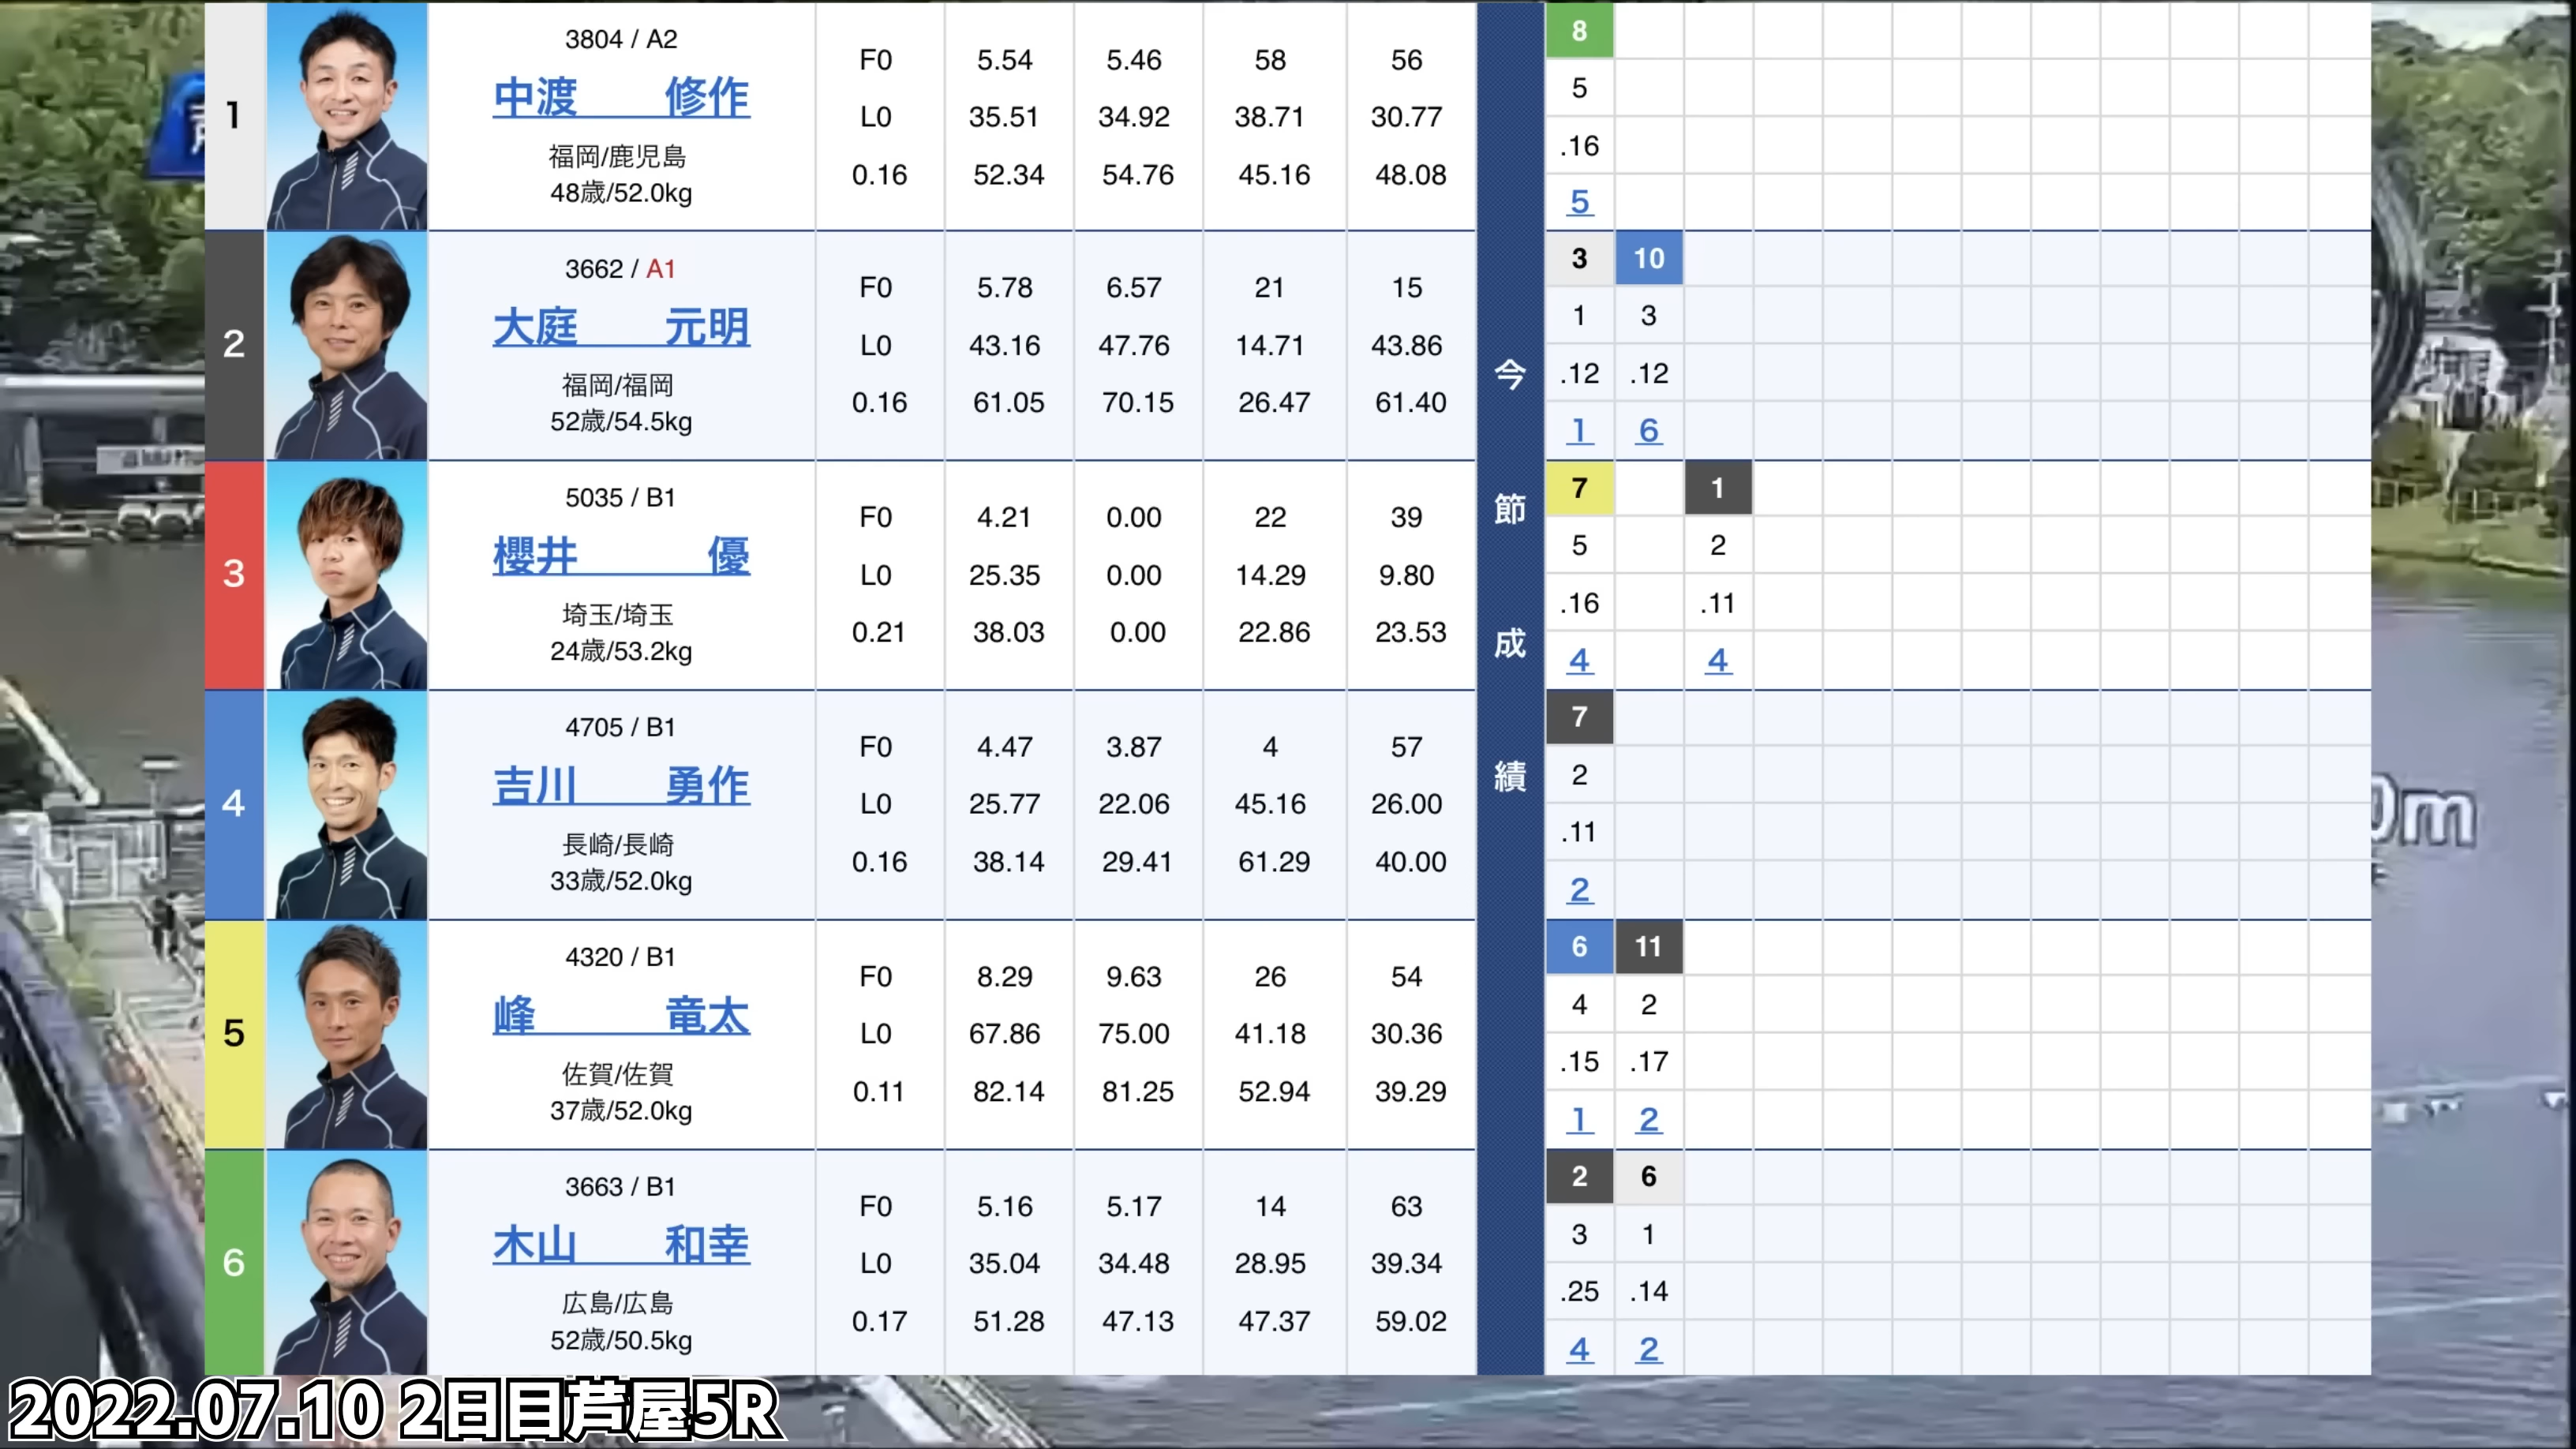 1
3804 / A2
中渡 修作
福岡/鹿児島
48歳/52.0kg
F0 5.54 5.46 58 56
L0 35.51 34.92 38.71 30.77
0.16 52.34 54.76 45.16 48.08
8
5
.16
5
2
3662 / A1
大庭 元明
福岡/福岡
52歳/54.5kg
F0 5.78 6.57 21 15
L0 43.16 47.76 14.71 43.86
0.16 61.05 70.15 26.47 61.40
3 10
1 3
.12 .12
1 6
3
5035 / B1
櫻井 優
埼玉/埼玉
24歳/53.2kg
F0 4.21 0.00 22 39
L0 25.35 0.00 14.29 9.80
0.21 38.03 0.00 22.86 23.53
7 1
5 2
.16 .11
4 4
4
4705 / B1
吉川 勇作
長崎/長崎
33歳/52.0kg
F0 4.47 3.87 4 57
L0 25.77 22.06 45.16 26.00
0.16 38.14 29.41 61.29 40.00
7
2
.11
2
5
4320 / B1
峰 竜太
佐賀/佐賀
37歳/52.0kg
F0 8.29 9.63 26 54
L0 67.86 75.00 41.18 30.36
0.11 82.14 81.25 52.94 39.29
6 11
4 2
.15 .17
1 2
6
3663 / B1
木山 和幸
広島/広島
52歳/50.5kg
F0 5.16 5.17 14 63
L0 35.04 34.48 28.95 39.34
0.17 51.28 47.13 47.37 59.02
2 6
3 1
.25 .14
4 2
今節成績
0m
2022.07.10 2日目芦屋5R